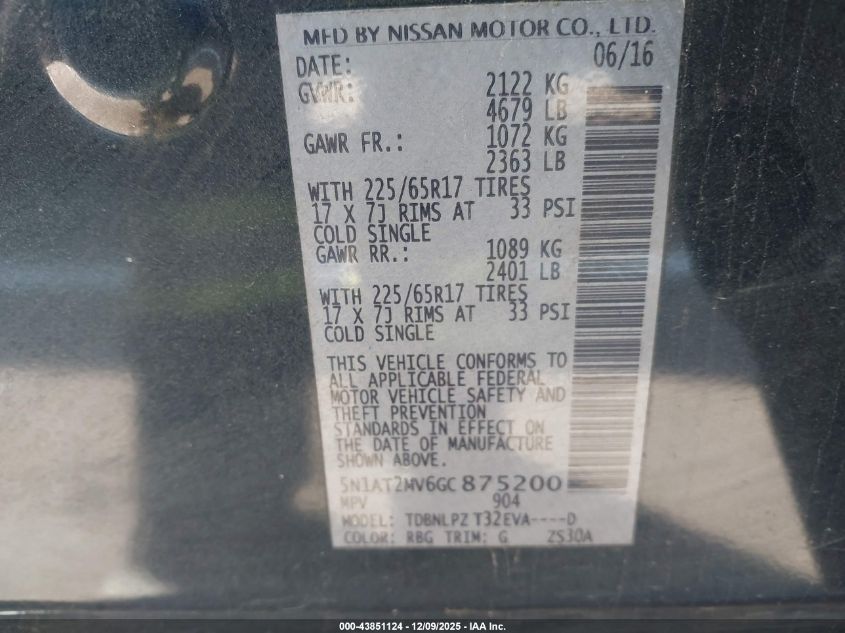 MFD BY NISSAN MOTOR CO., LTD.
DATE: 06/16
GVWR: 2122 KG
4679 LB
GAWR FR.: 1072 KG
2363 LB
WITH 225/65R17 TIRES
17 X 7J RIMS AT 33 PSI
COLD SINGLE
GAWR RR.: 1089 KG
2401 LB
WITH 225/65R17 TIRES
17 X 7J RIMS AT 33 PSI
COLD SINGLE
THIS VEHICLE CONFORMS TO
ALL APPLICABLE FEDERAL
MOTOR VEHICLE SAFETY AND
THEFT PREVENTION
STANDARDS IN EFFECT ON
THE DATE OF MANUFACTURE
SHOWN ABOVE.
5N1AT2MV6GC875200
MPV 904
MODEL: TDBNLPZ T32EVA----D
COLOR: RBG TRIM: G ZS30A
000-43851124 - 12/09/2025 - IAA Inc.